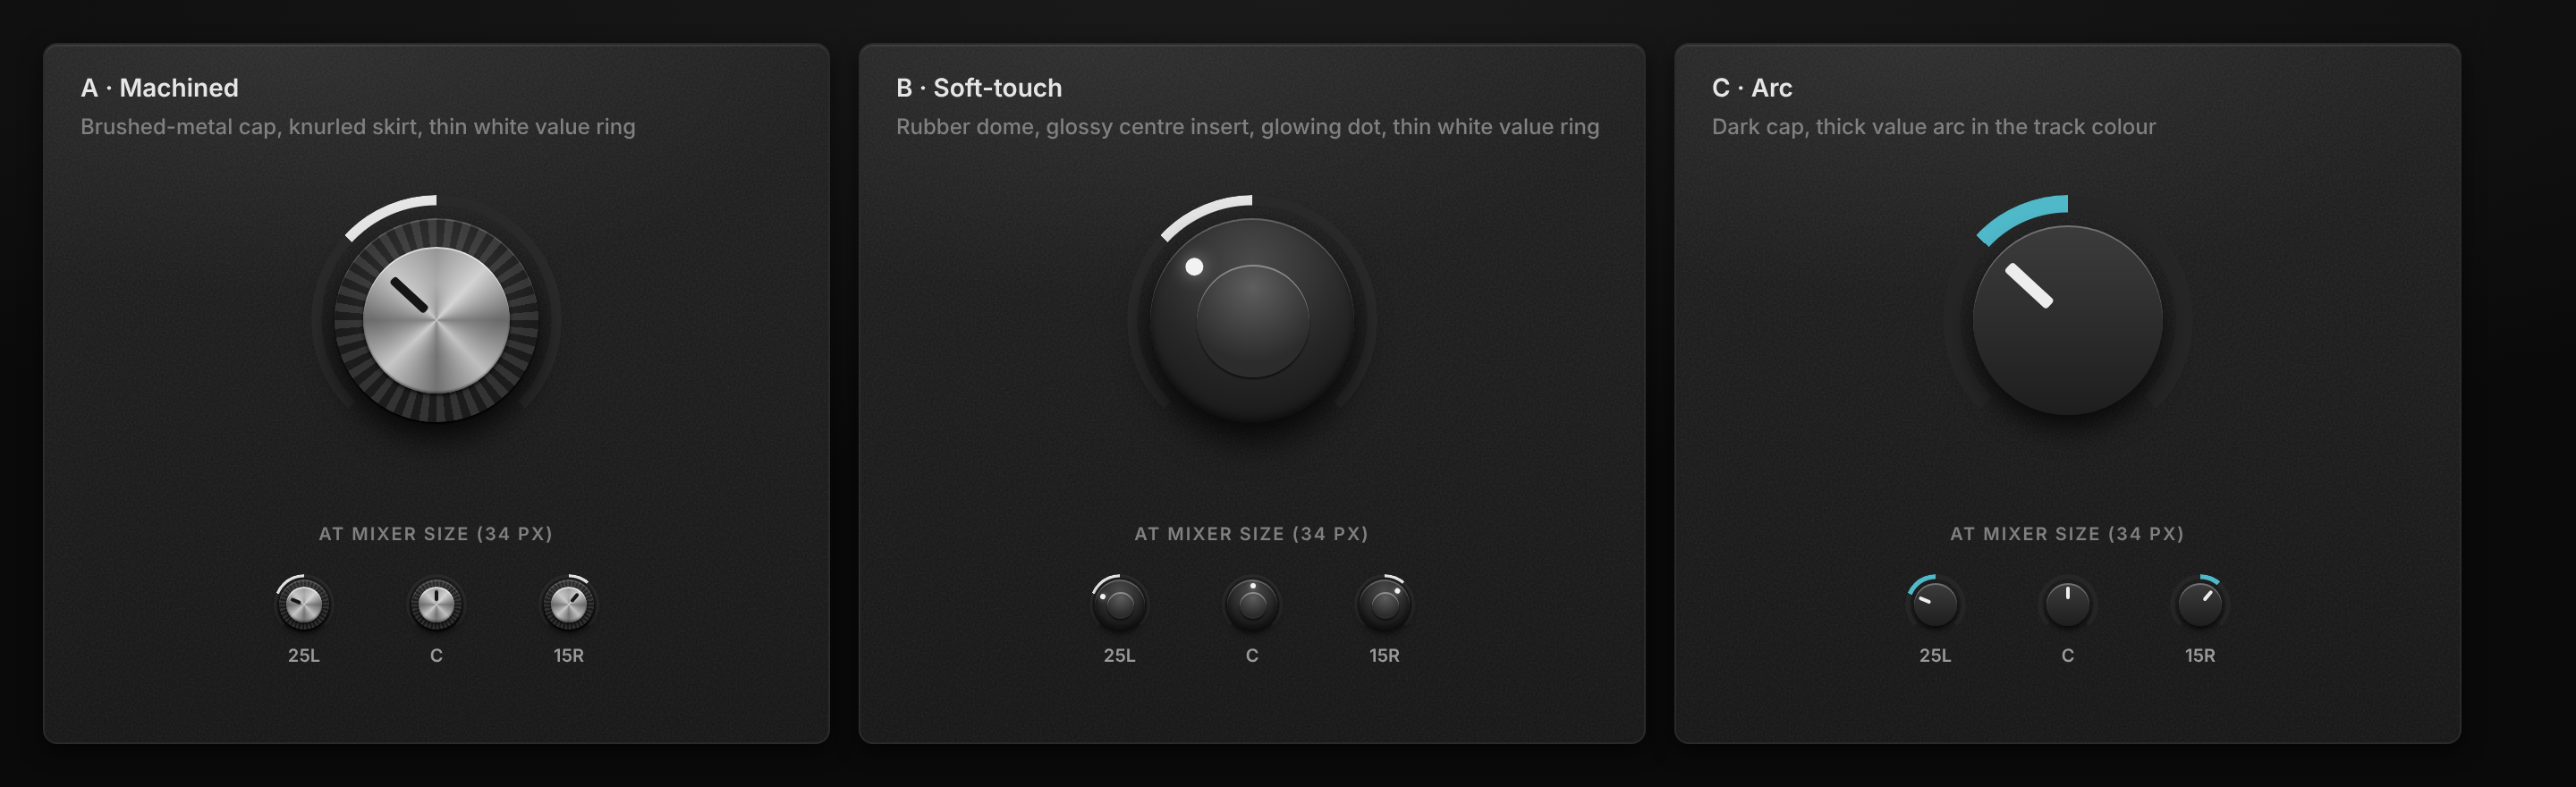 A · Machined
Brushed-metal cap, knurled skirt, thin white value ring
AT MIXER SIZE (34 PX)
25L C 15R
B · Soft-touch
Rubber dome, glossy centre insert, glowing dot, thin white value ring
AT MIXER SIZE (34 PX)
25L C 15R
C · Arc
Dark cap, thick value arc in the track colour
AT MIXER SIZE (34 PX)
25L C 15R